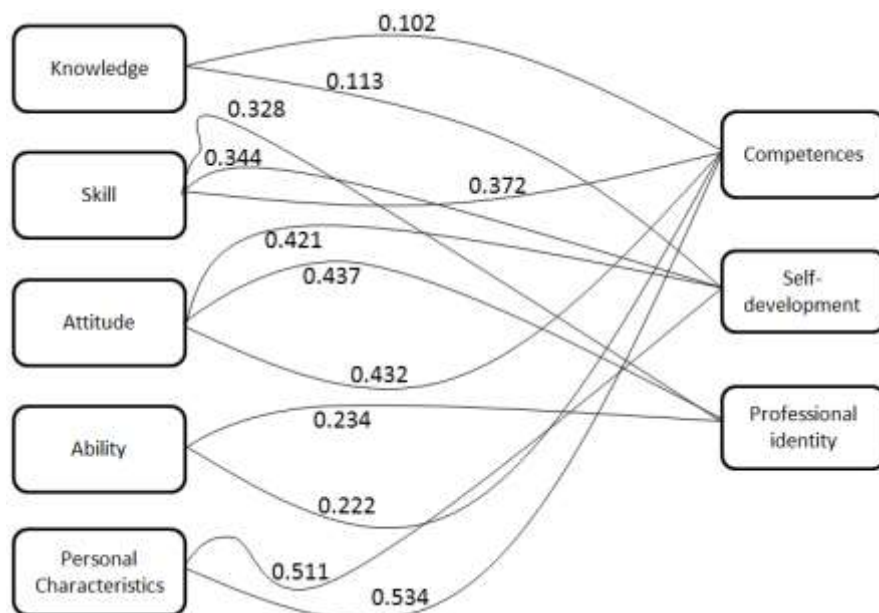 0.102
Knowledge
0.113
0.328
Competences
0.344
Skill
0.372
0.421
Self-
development
0.437
Attitude
0.432
0.234
Professional
identity
Ability
0.222
Personal
Characteristics
0.511
0.534